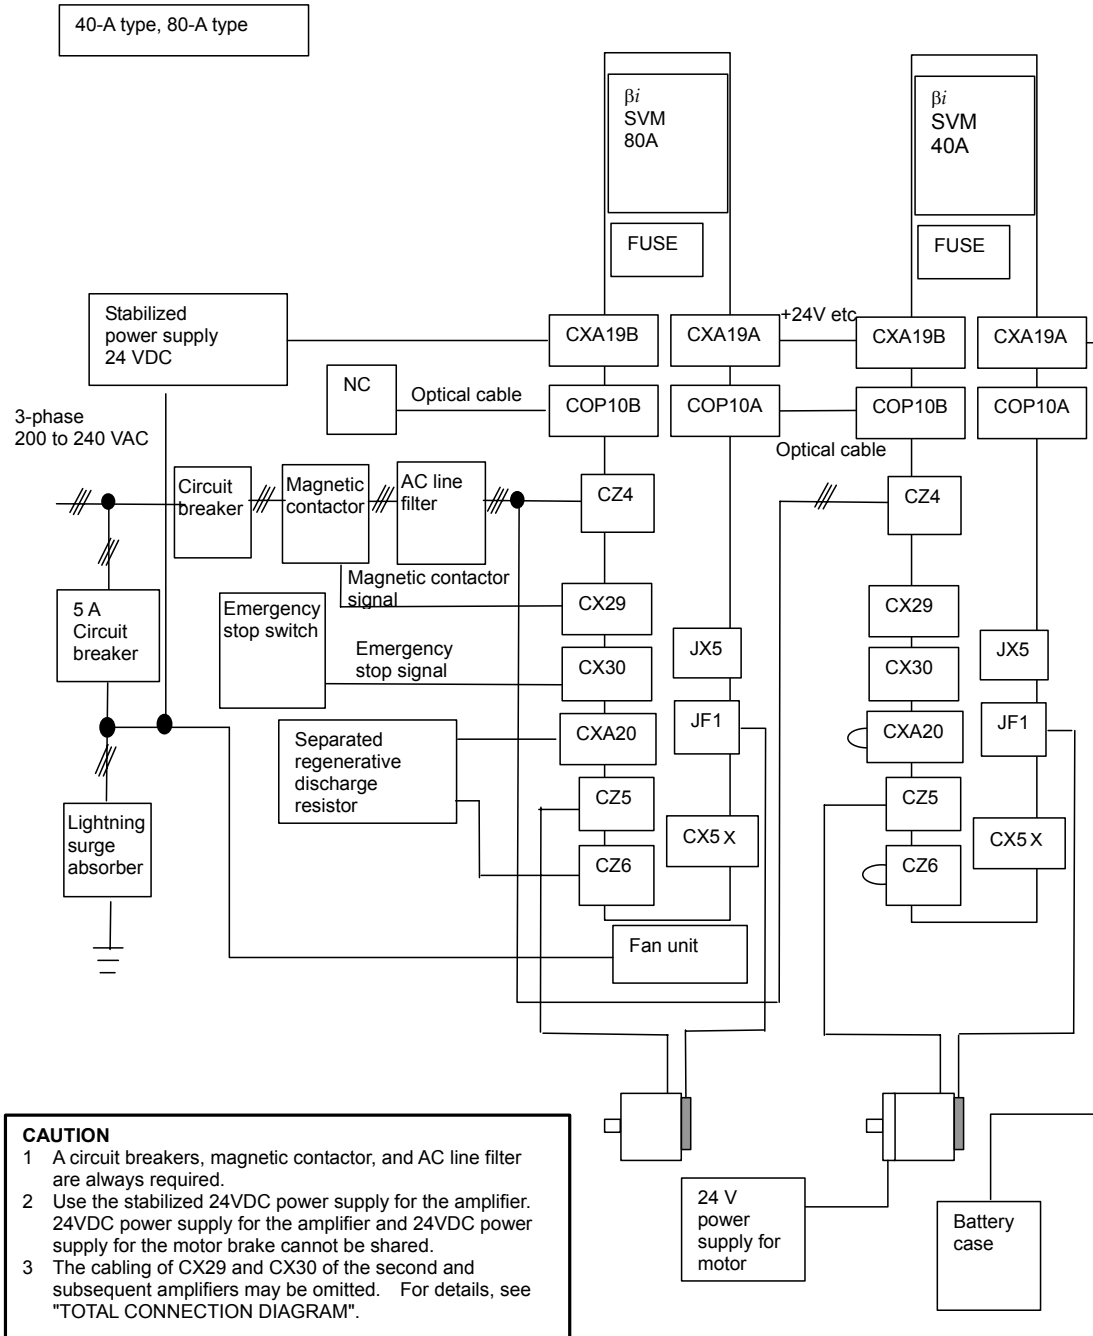 40-A type, 80-A type
βi
SVM
80A
βi
SVM
40A
FUSE
FUSE
Stabilized
power supply
24 VDC
CXA19B
CXA19A
+24V etc
CXA19B
CXA19A
NC
Optical cable
COP10B
COP10A
COP10B
COP10A
Optical cable
3-phase
200 to 240 VAC
Circuit
breaker
Magnetic
contactor
AC line
filter
CZ4
CZ4
Magnetic contactor
signal
5 A
Circuit
breaker
Emergency
stop switch
CX29
CX29
Emergency
stop signal
CX30
JX5
CX30
JX5
Separated
regenerative
discharge
resistor
CXA20
JF1
CXA20
JF1
CZ5
CZ5
Lightning
surge
absorber
CX5 X
CX5 X
CZ6
CZ6
Fan unit
CAUTION
1 A circuit breakers, magnetic contactor, and AC line filter
are always required.
2 Use the stabilized 24VDC power supply for the amplifier.
24VDC power supply for the amplifier and 24VDC power
supply for the motor brake cannot be shared.
3 The cabling of CX29 and CX30 of the second and
subsequent amplifiers may be omitted. For details, see
"TOTAL CONNECTION DIAGRAM".
24 V
power
supply for
motor
Battery
case